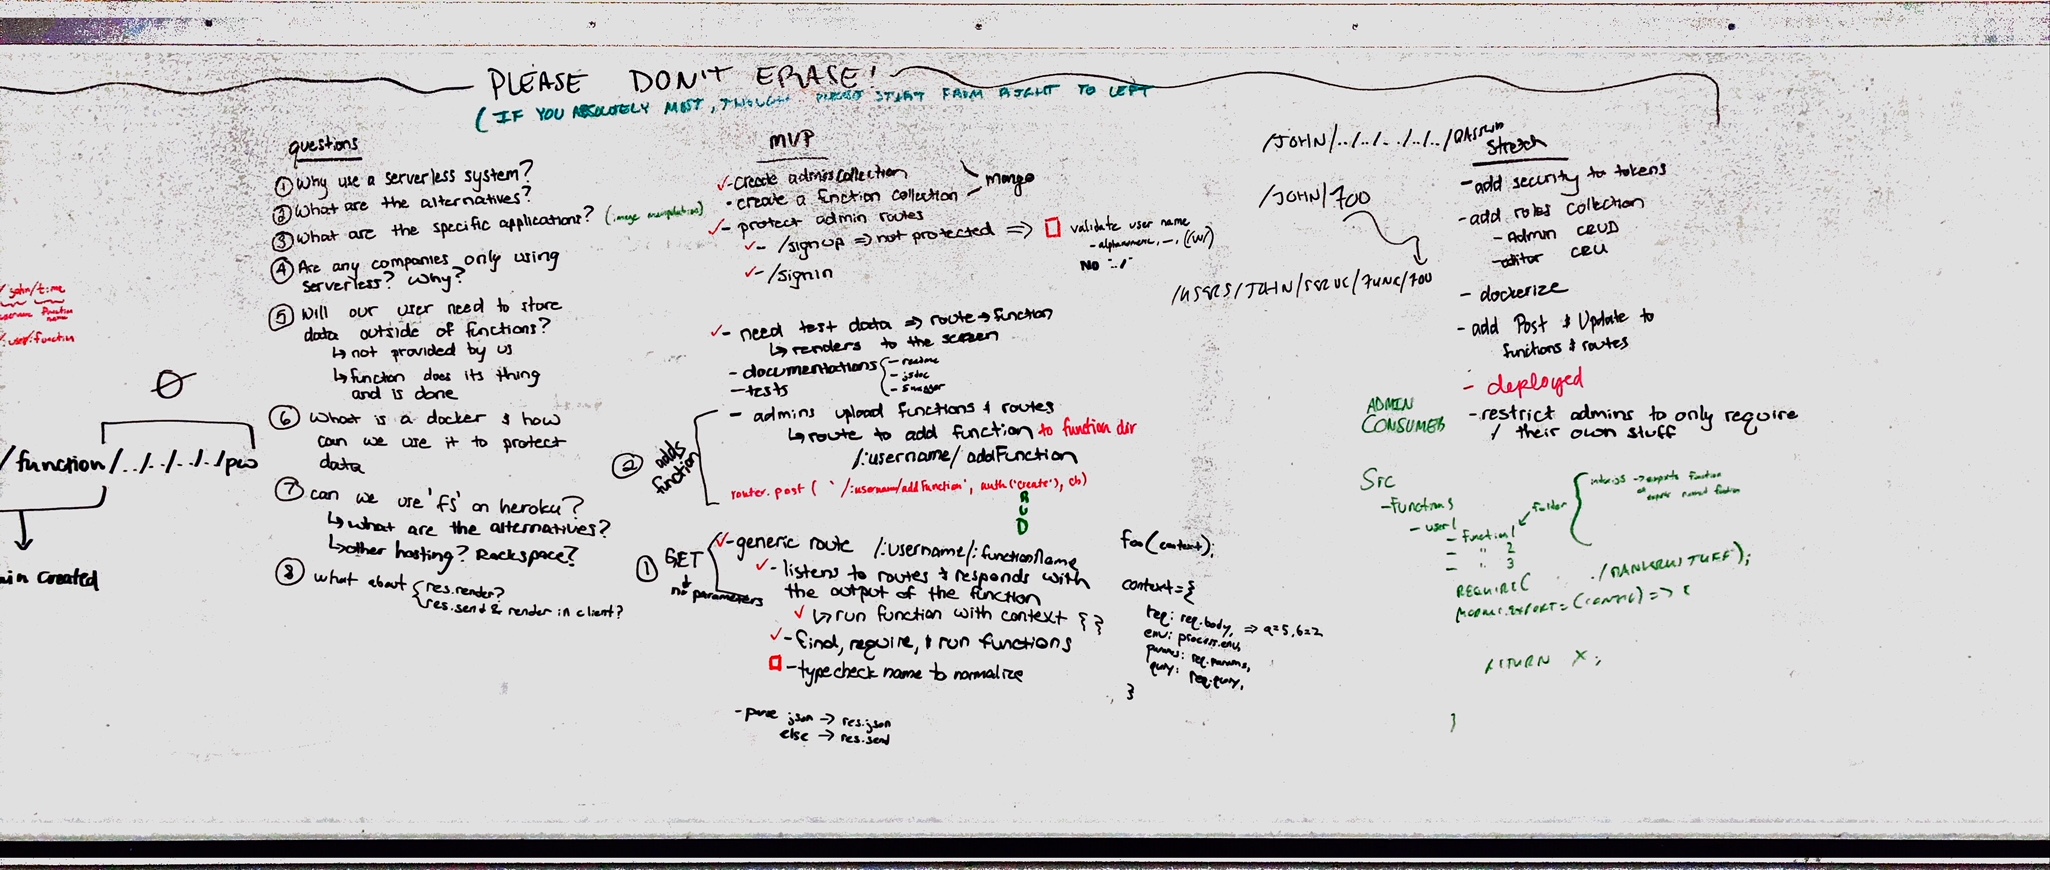 PLEASE DON'T ERASE!
(IF YOU ABSOLUTELY MUST, THOUGH PLEASE START FROM RIGHT TO LEFT
john/time
username function name
/:user/:function
/function/../../../../pw
ain created
questions
① Why use a serverless system?
② What are the alternatives?
③ What are the specific applications? (image manipulation)
④ Are any companies only using
serverless? Why?
⑤ Will our user need to store
data outside of functions?
↳ not provided by us
↳ function does its thing
and is done
⑥ What is a docker & how
can we use it to protect
data
⑦ can we use 'fs' on heroku?
↳ what are the alternatives?
↳ other hosting? Rackspace?
⑧ what about { res.render?
res.send & render in client?
MVP
✓- create admin collection
- create a function collection
mongo
✓- protect admin routes
✓- /signup => not protected => □ validate user name
- alphanumeric, -, (\w)
NO "./"
✓- /signin
✓- need test data => route → function
↳ renders to the screen
- documentations { - readme
- jsdoc
- swagger
- tests
② adds function
- admins upload functions & routes
↳ route to add function to function dir
/:username/addFunction
router.post( '/:username/addFunction', auth('create'), cb)
R
U
D
① GET
↓
no parameters
✓- generic route /:username/:functionName
✓- listens to routes & responds with
the output of the function
✓ ↳ run function with context { }
✓- find, require, & run functions
□ - typecheck name to normalize
- parse json → res.json
else → res.send
foo(context);
context = {
req: req.body, => a=5, b=2
env: process.env,
params: req.params,
query: req.query,
}
/JOHN/../../../../../PASSWD
/JOHN/FOO
/USERS/JOHN/SERVC/FUNC/FOO
Stretch
- add security to tokens
- add roles collection
- Admin CRUD
- editor CRU
- dockerize
- add Post & Update to
functions & routes
- deployed
- restrict admins to only require
their own stuff
ADMIN
CONSUMER
Src
- Functions
- user1
- function1
- " 2
- " 3
folder
index.js → exports function
or
exports named function
REQUIRE( ./
MODULE.EXPORT = (CONFIG) => {
RETURN X;
}